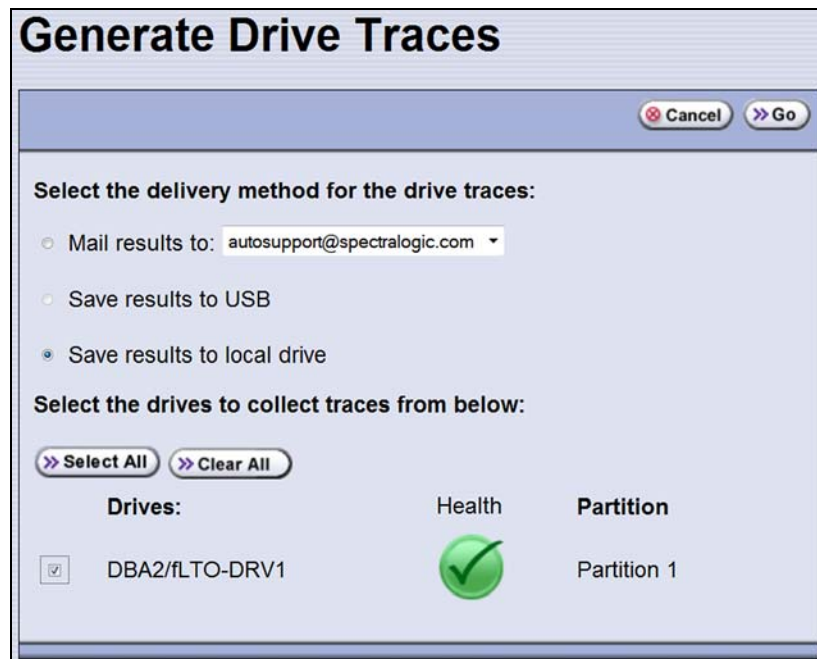 Generate Drive Traces
Cancel Go
Select the delivery method for the drive traces:
Mail results to: autosupport@spectralogic.com
Save results to USB
Save results to local drive
Select the drives to collect traces from below:
Select All Clear All
Drives: Health Partition
DBA2/fLTO-DRV1 Partition 1